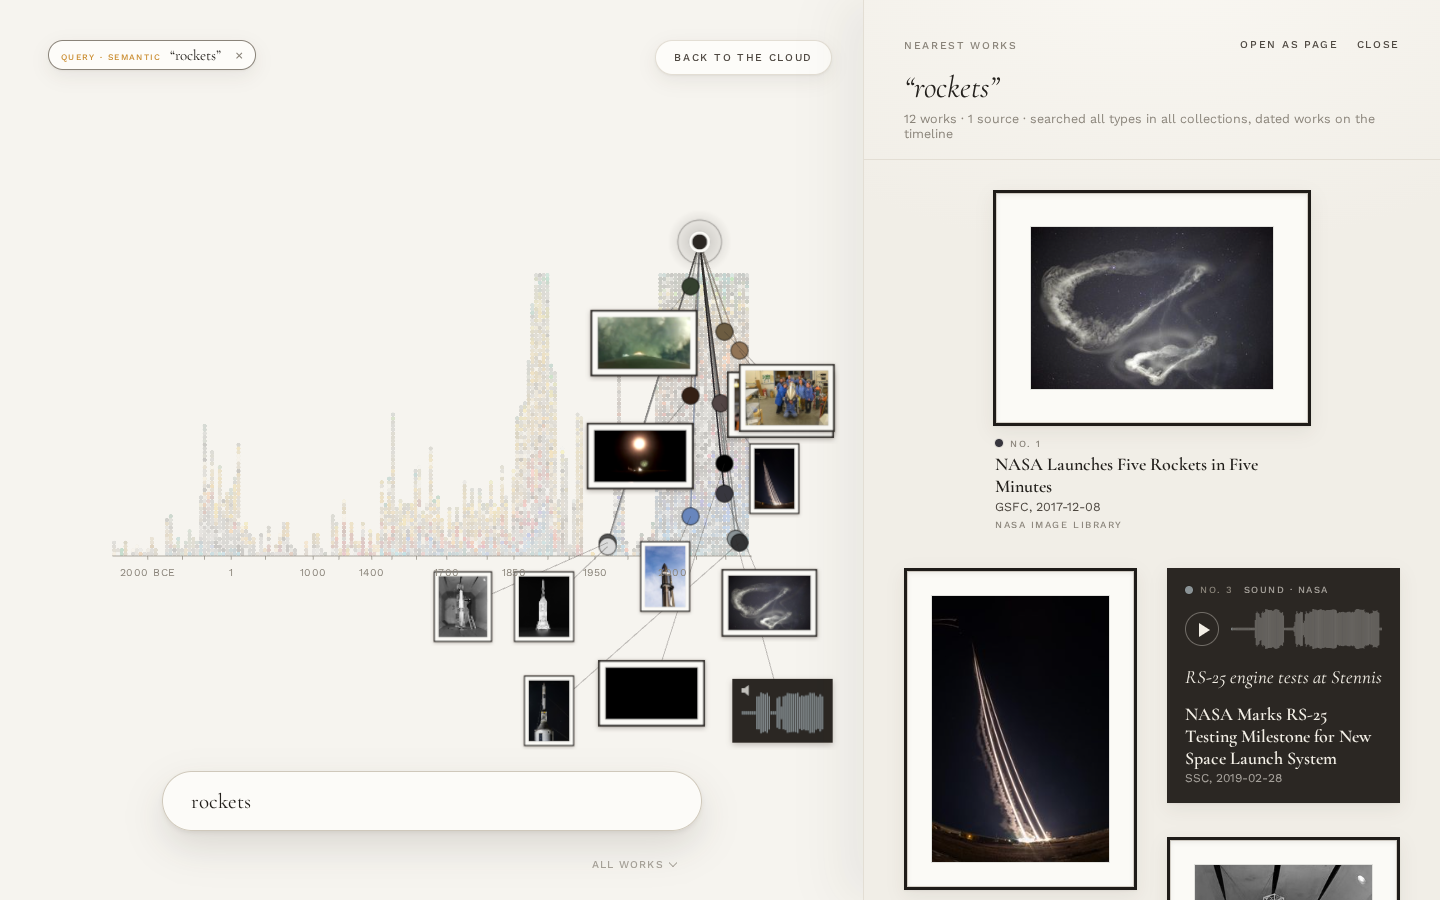 QUERY · SEMANTIC “rockets” ×
BACK TO THE CLOUD
2000 BCE 1 1000 1400 1700 1850 1950
rockets
ALL WORKS
NEAREST WORKS
OPEN AS PAGE CLOSE
“rockets”
12 works · 1 source · searched all types in all collections, dated works on the
timeline
NO. 1
NASA Launches Five Rockets in Five
Minutes
GSFC, 2017-12-08
NASA IMAGE LIBRARY
NO. 3 SOUND · NASA
RS-25 engine tests at Stennis
NASA Marks RS-25
Testing Milestone for New
Space Launch System
SSC, 2019-02-28